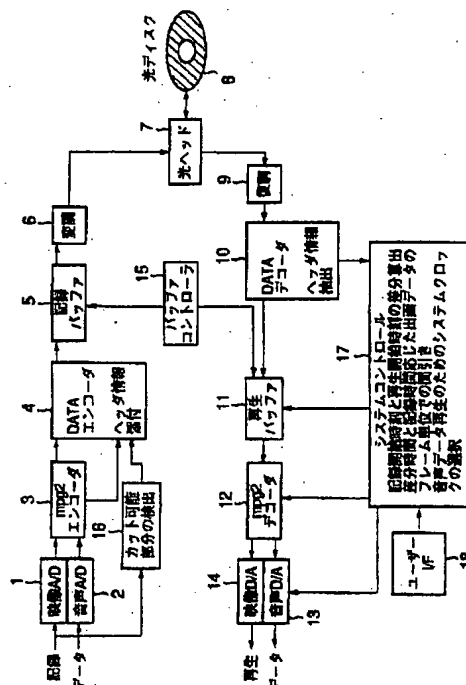 記録
データ
1
映像A/D
音声A/D
2
3
mpg2
エンコーダ
16
カット可能
部分の検出
4
DATA
エンコーダ
ヘッダ情報
添付
5
記録
バッファ
6
変調
7
光ヘッド
光ディスク
8
9
復調
10
DATA
デコーダ
ヘッダ情報
検出
15
バッファ
コントローラ
11
再生
バッファ
12
mpg2
デコーダ
14
映像D/A
音声D/A
13
再生
データ
17
システムコントロール
記録開始時刻と再生開始時刻の差分算出
差分時間と記録時間応じた出画データの
フレーム単位での間引き
音声データ再生のためのシステムクロッ
クの選択
ユーザー
I/F
18